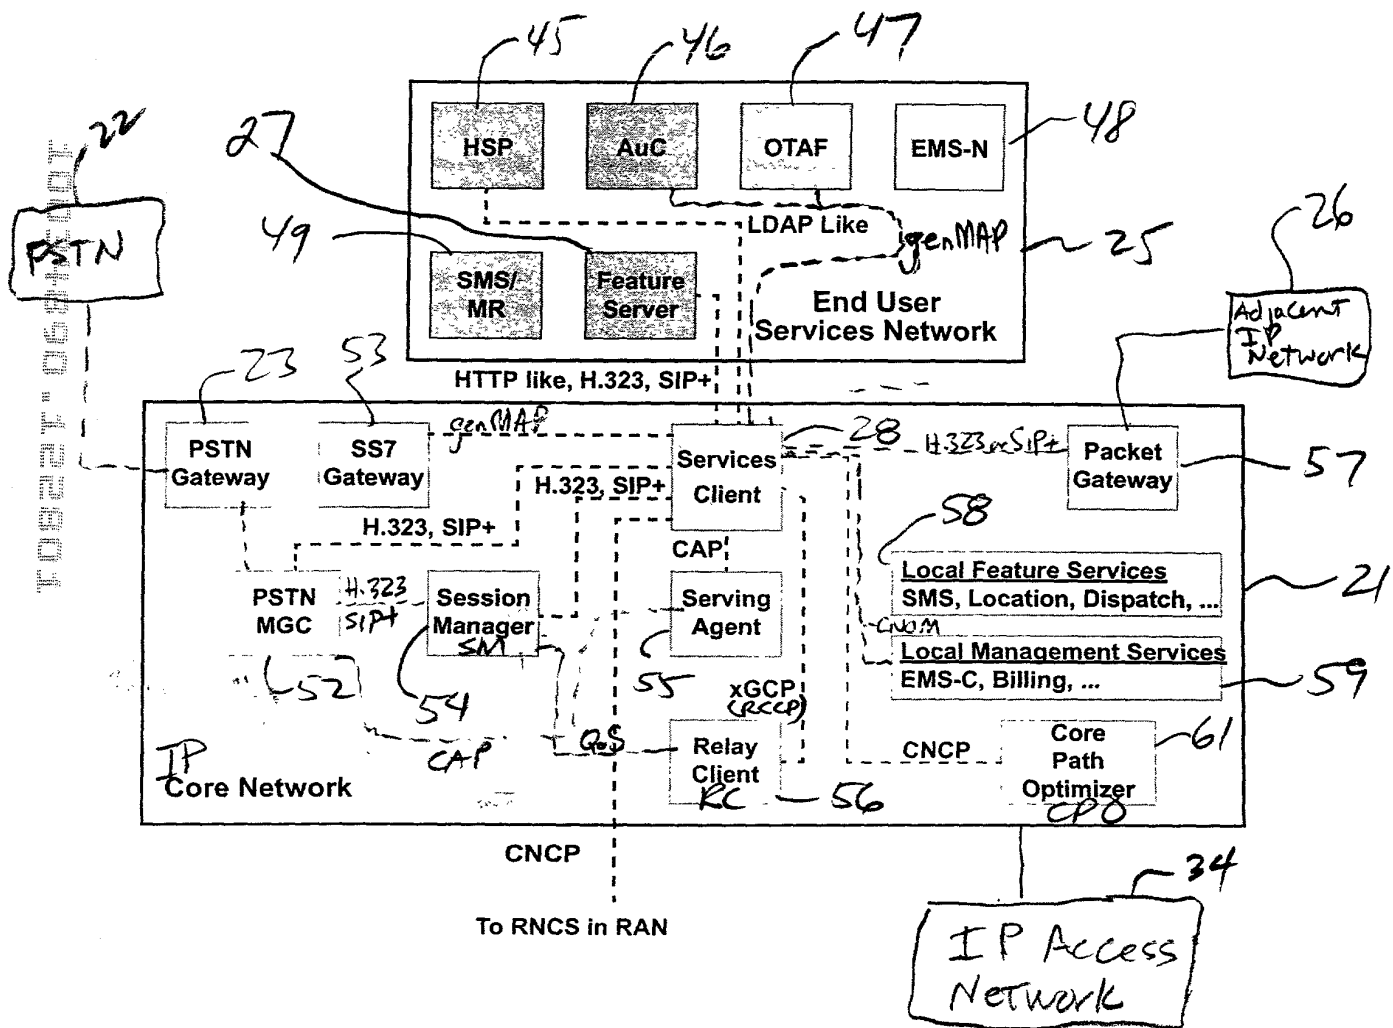 45
46
47
22
27
HSP
AuC
OTAF
EMS-N
48
PSTN
49
LDAP Like
genMAP
25
26
SMS/
MR
Feature
Server
End User
Services Network
Adjacent
IP
Network
23
53
HTTP like, H.323, SIP+
PSTN
Gateway
SS7
Gateway
genMAP
Services
Client
28
H.323 or SIP+
Packet
Gateway
57
H.323, SIP+
H.323, SIP+
CAP
58
Local Feature Services
SMS, Location, Dispatch, ...
21
PSTN
MGC
H.323
SIP+
Session
Manager
SM
Serving
Agent
CNOM
Local Management Services
EMS-C, Billing, ...
59
52
54
55
xGCP
(RCCP)
CAP
QoS
Relay
Client
RC
56
CNCP
Core
Path
Optimizer
CPO
61
IP
Core Network
CNCP
To RNCS in RAN
34
IP Access
Network